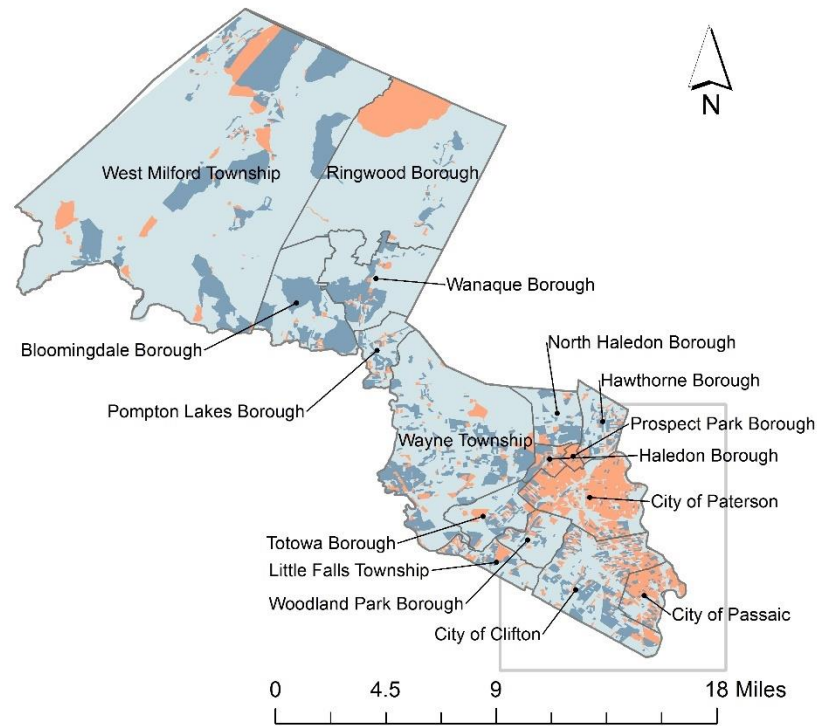 N
West Milford Township
Ringwood Borough
Wanaque Borough
Bloomingdale Borough
North Haledon Borough
Hawthorne Borough
Pompton Lakes Borough
Prospect Park Borough
Wayne Township
Haledon Borough
City of Paterson
Totowa Borough
Little Falls Township
Woodland Park Borough
City of Passaic
City of Clifton
0 4.5 9 18 Miles